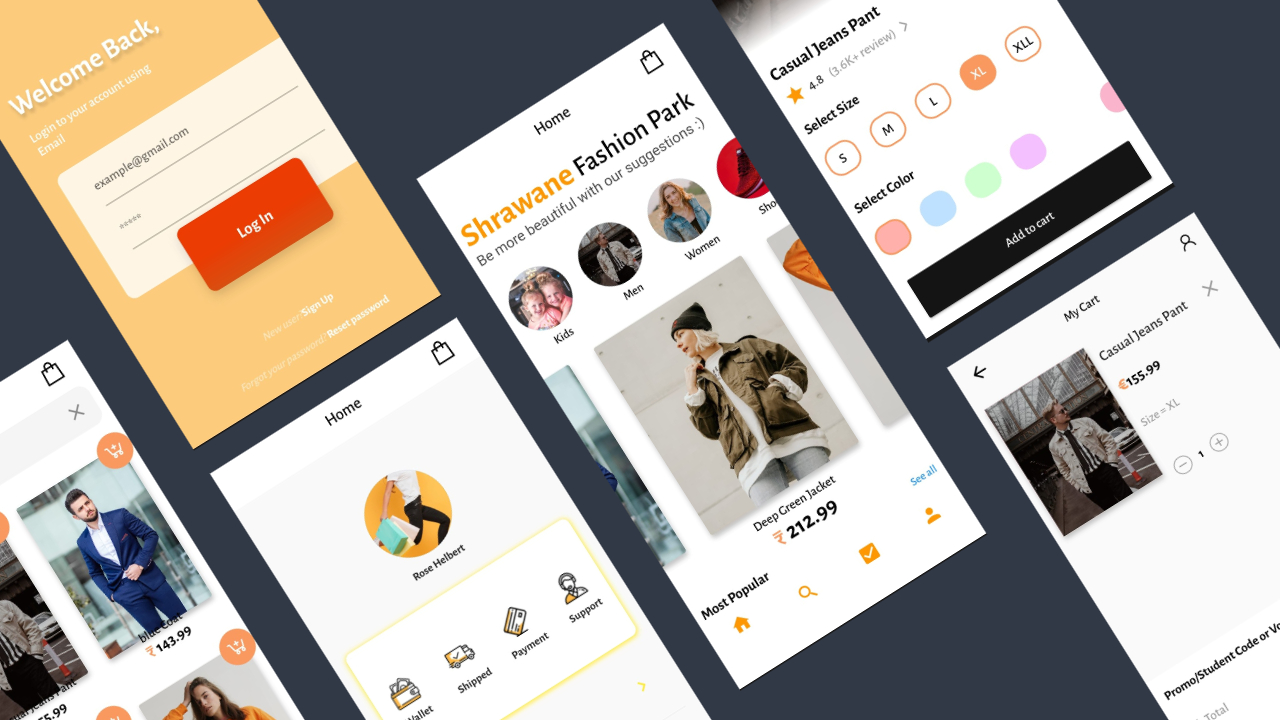 Welcome Back,
Login to your account using
Email
example@gmail.com
*****
Log In
New user?Sign Up
Forgot your password?Reset password
blue coat
₹143.99
Jeans Pant
5.99
Home
Rose Helbert
Wallet
Shipped
Payment
Support
Home
Shrawane Fashion Park
Be more beautiful with our suggestions :)
Kids
Men
Women
Sho
Deep Green Jacket
₹ 212.99
See all
Most Popular
Casual Jeans Pant
4.8 (3.6K+ review)
Select Size
S
M
L
XL
XLL
Select Color
Add to cart
My Cart
Casual Jeans Pant
€155.99
Size = XL
1
Promo/Student Code or Vo
Total